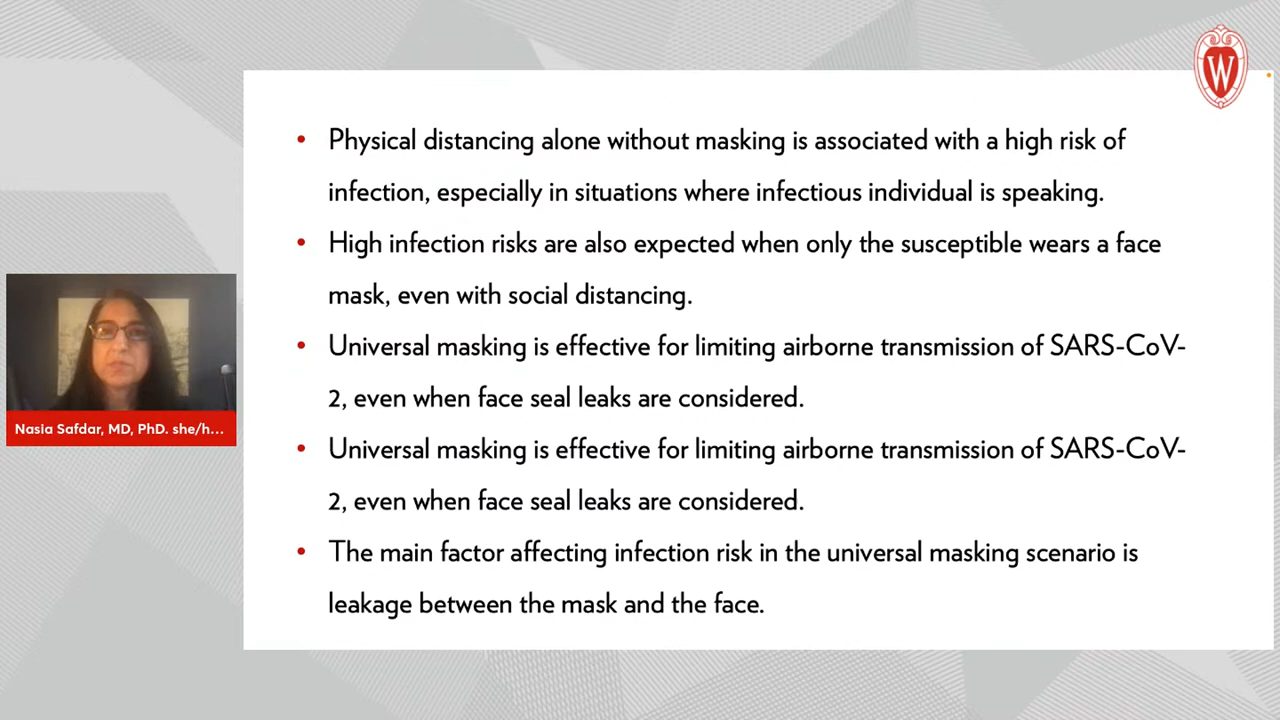 W
• Physical distancing alone without masking is associated with a high risk of
infection, especially in situations where infectious individual is speaking.
• High infection risks are also expected when only the susceptible wears a face
mask, even with social distancing.
• Universal masking is effective for limiting airborne transmission of SARS-CoV-
2, even when face seal leaks are considered.
• Universal masking is effective for limiting airborne transmission of SARS-CoV-
2, even when face seal leaks are considered.
• The main factor affecting infection risk in the universal masking scenario is
leakage between the mask and the face.
Nasia Safdar, MD, PhD. she/h...